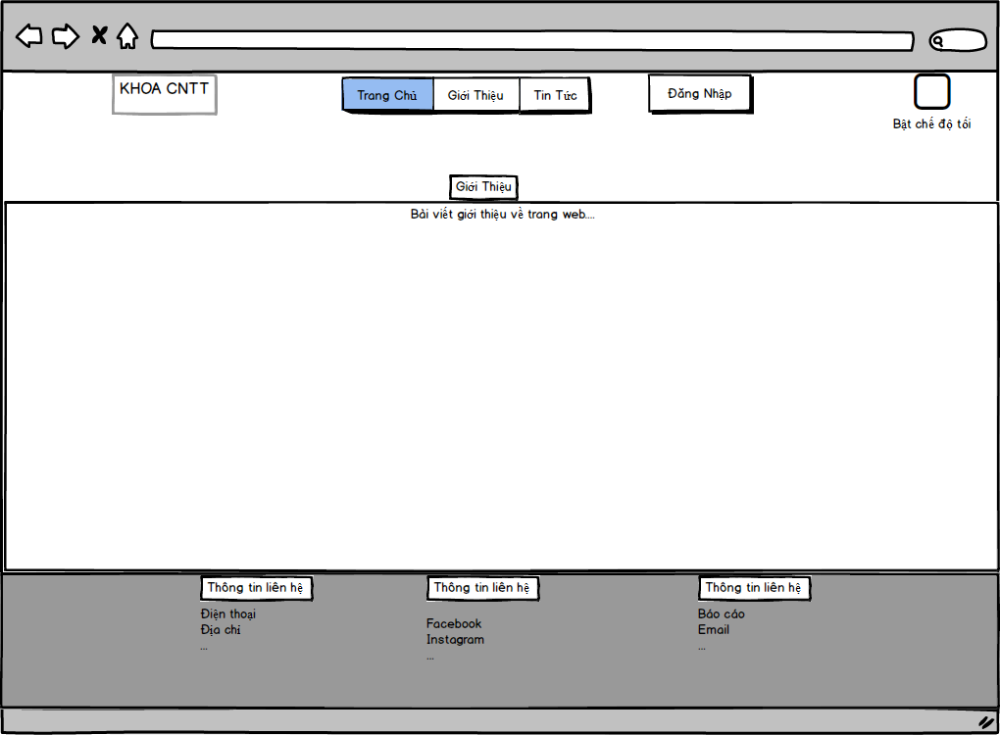 KHOA CNTT
Trang Chủ
Giới Thiệu
Tin Tức
Đăng Nhập
Bật chế độ tối
Giới Thiệu
Bài viết giới thiệu về trang web....
Thông tin liên hệ
Điện thoại
Địa chỉ
...
Thông tin liên hệ
Facebook
Instagram
...
Thông tin liên hệ
Báo cáo
Email
...